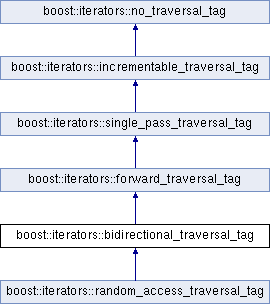 boost::iterators::no_traversal_tag
boost::iterators::incrementable_traversal_tag
boost::iterators::single_pass_traversal_tag
boost::iterators::forward_traversal_tag
boost::iterators::bidirectional_traversal_tag
boost::iterators::random_access_traversal_tag